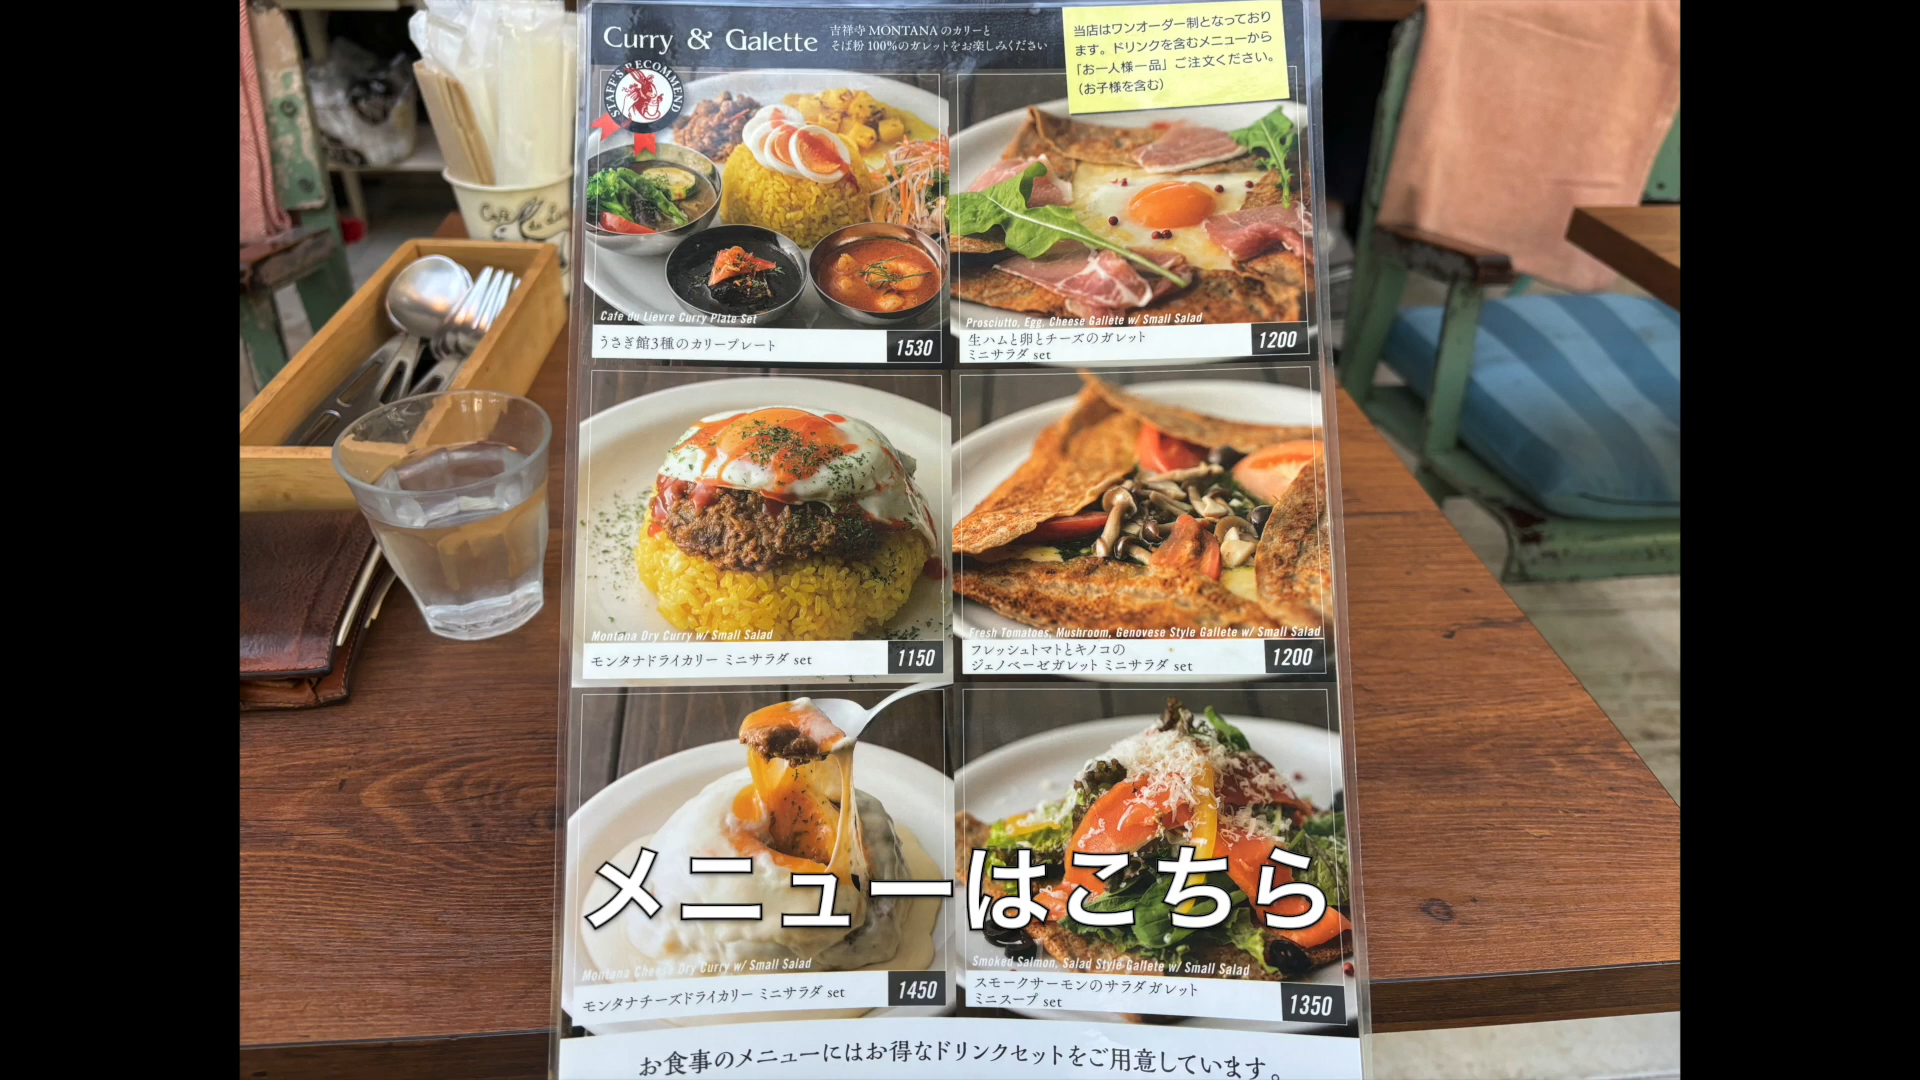 Curry & Galette
吉祥寺 MONTANA のカリーと
そば粉 100%のガレットをお楽しみください
当店はワンオーダー制となっており
ます。ドリンクを含むメニューから
「お一人様一品」ご注文ください。
(お子様を含む)
STAFF'S RECOMMEND
Cafe du Lievre Curry Plate Set
うさぎ館3種のカリープレート
1530
Prosciutto, Egg, Cheese Gallete w/ Small Salad
生ハムと卵とチーズのガレット
ミニサラダ set
1200
Montana Dry Curry w/ Small Salad
モンタナドライカリー ミニサラダ set
1150
Fresh Tomatoes, Mushroom, Genovese Style Gallete w/ Small Salad
フレッシュトマトとキノコの
ジェノベーゼガレット ミニサラダ set
1200
メニューはこちら
Montana Cheese Dry Curry w/ Small Salad
モンタナチーズドライカリー ミニサラダ set
1450
Smoked Salmon, Salad Style Gallete w/ Small Salad
スモークサーモンのサラダガレット
ミニスープ set
1350
お食事のメニューにはお得なドリンクセットをご用意しています。